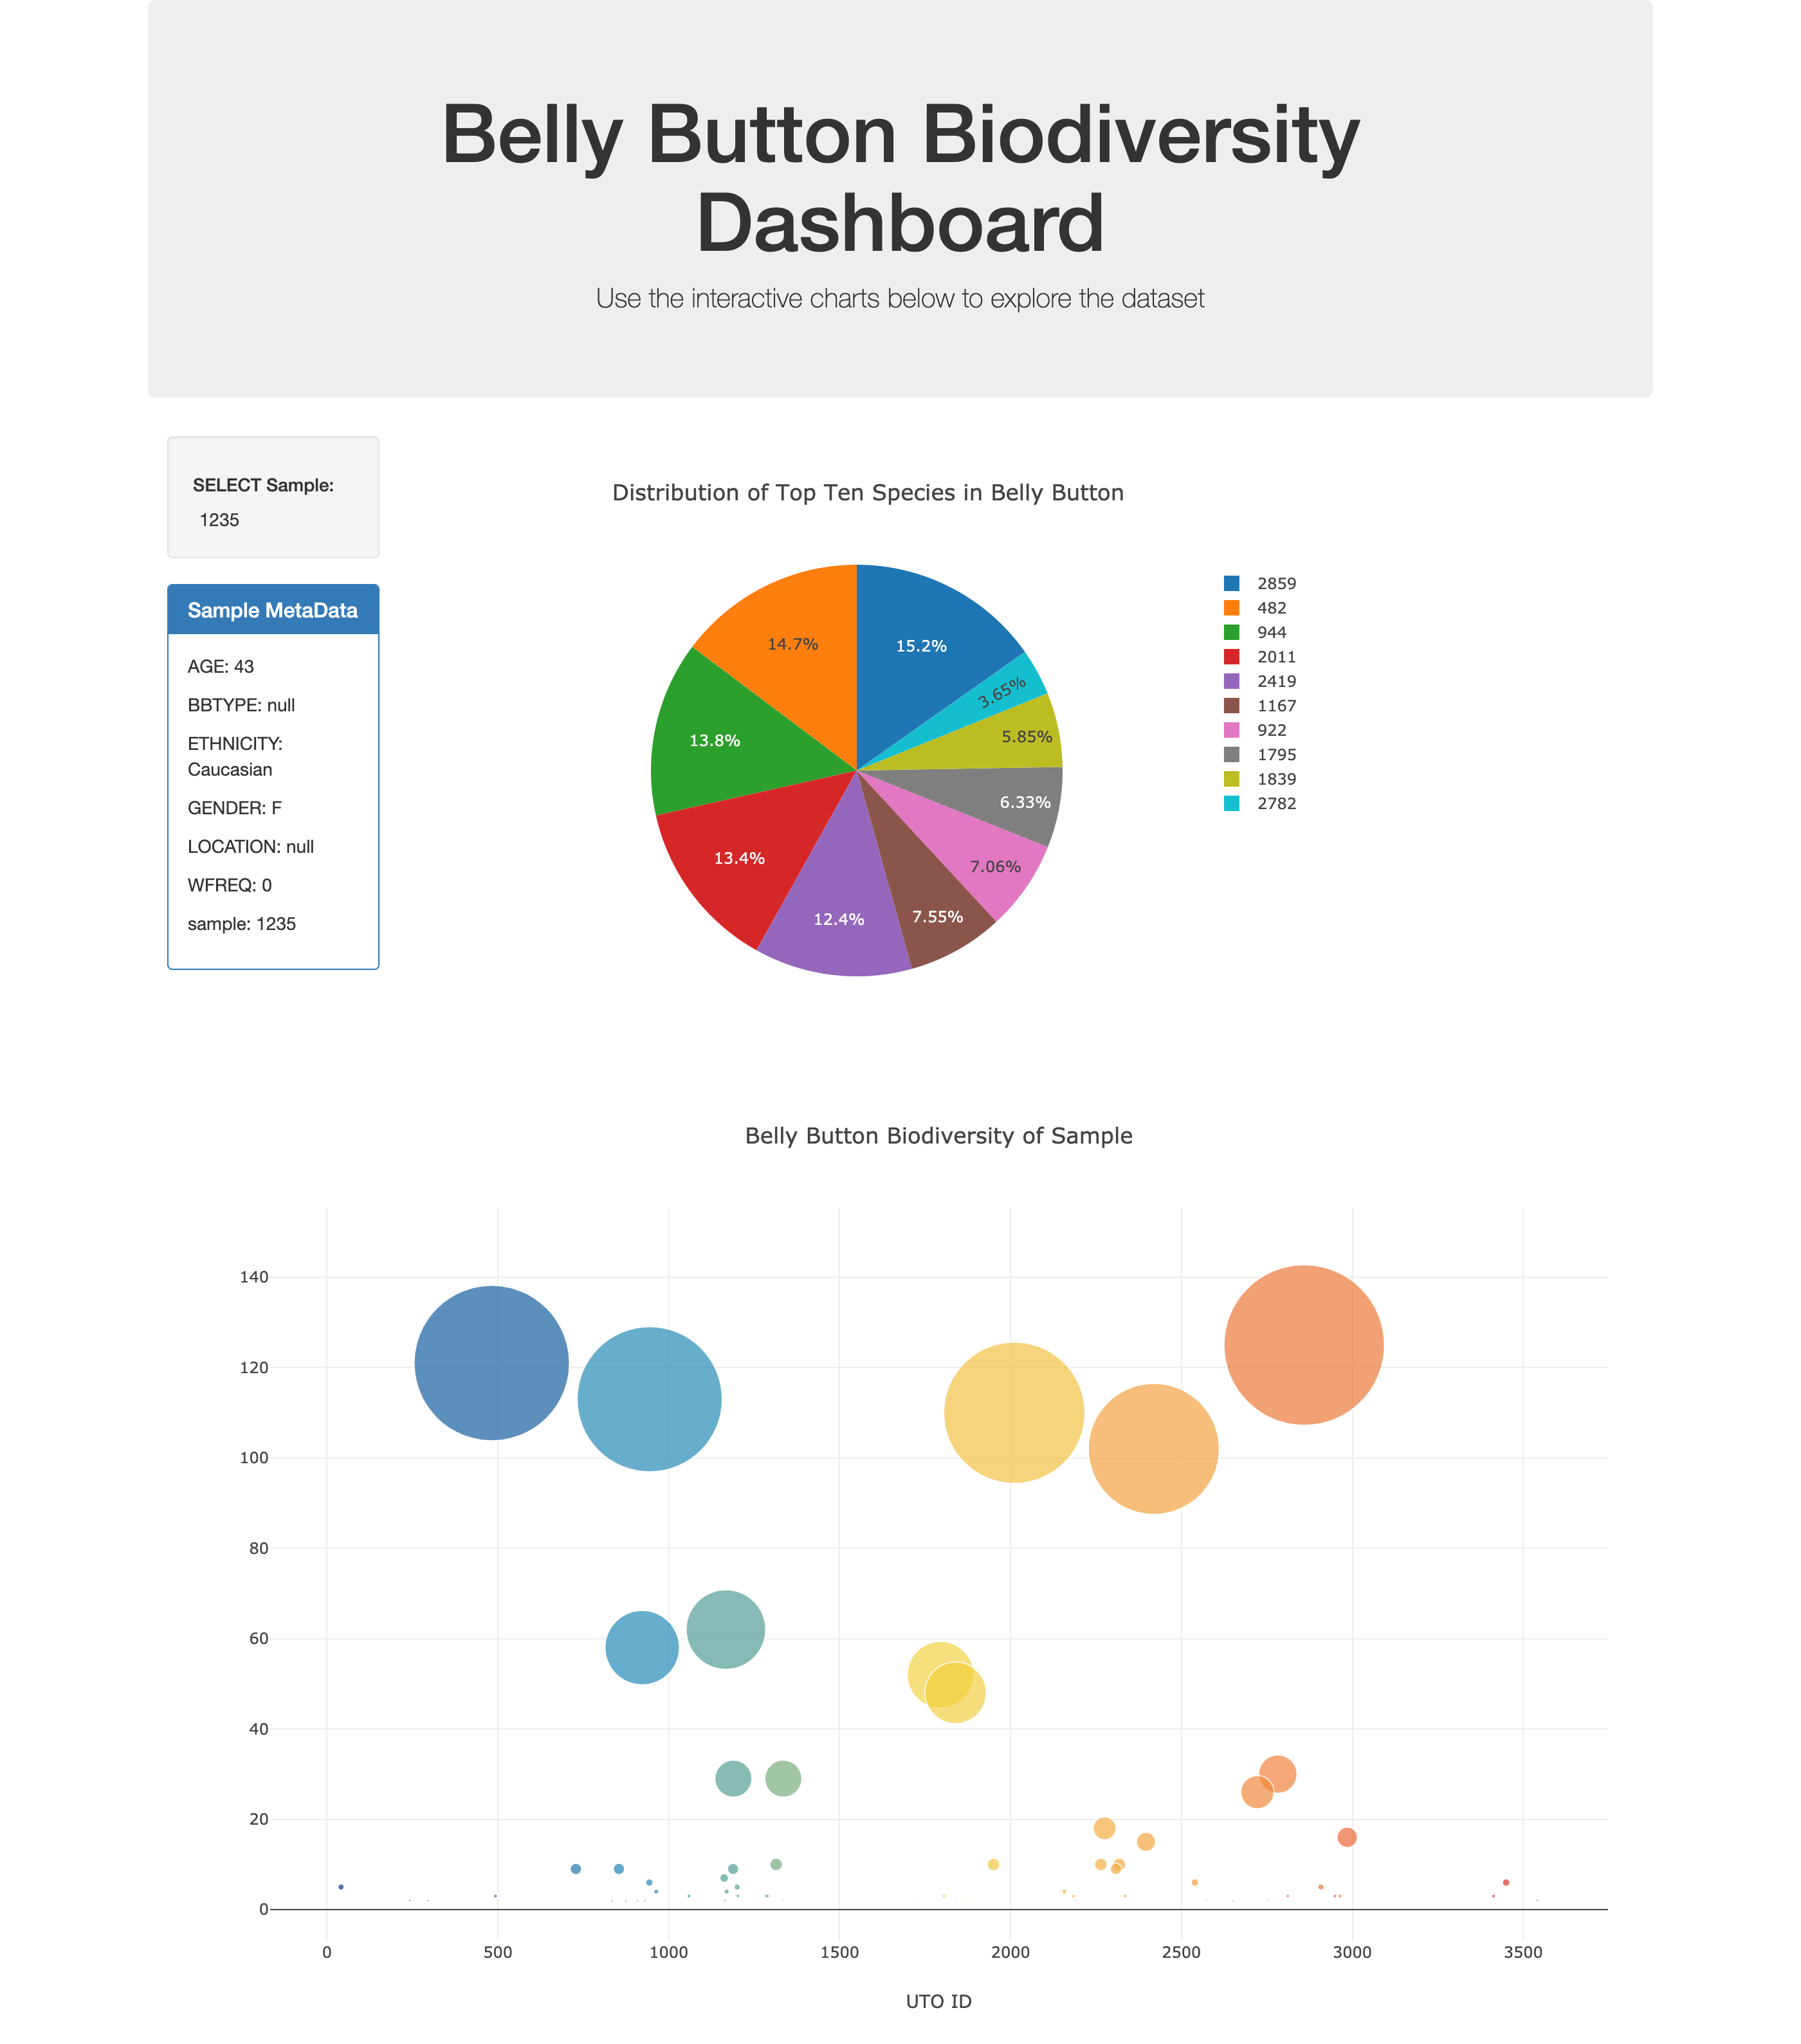 Belly Button Biodiversity
Dashboard
Use the interactive charts below to explore the dataset
SELECT Sample:
1235
Sample MetaData
AGE: 43
BBTYPE: null
ETHNICITY:
Caucasian
GENDER: F
LOCATION: null
WFREQ: 0
sample: 1235
Distribution of Top Ten Species in Belly Button
15.2%
14.7%
13.8%
13.4%
12.4%
7.55%
7.06%
6.33%
5.85%
3.65%
2859
482
944
2011
2419
1167
922
1795
1839
2782
Belly Button Biodiversity of Sample
140
120
100
80
60
40
20
0
0 500 1000 1500 2000 2500 3000 3500
UTO ID